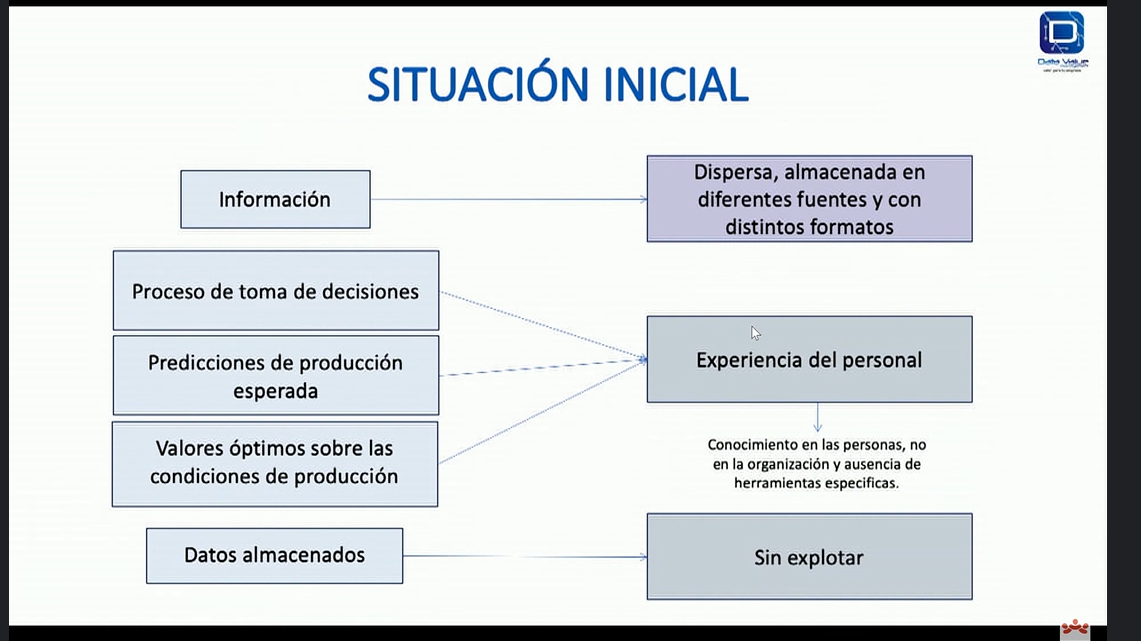 Data Value
SITUACIÓN INICIAL
Información
Dispersa, almacenada en
diferentes fuentes y con
distintos formatos
Proceso de toma de decisiones
Predicciones de producción
esperada
Valores óptimos sobre las
condiciones de producción
Experiencia del personal
Conocimiento en las personas, no
en la organización y ausencia de
herramientas especificas.
Datos almacenados
Sin explotar